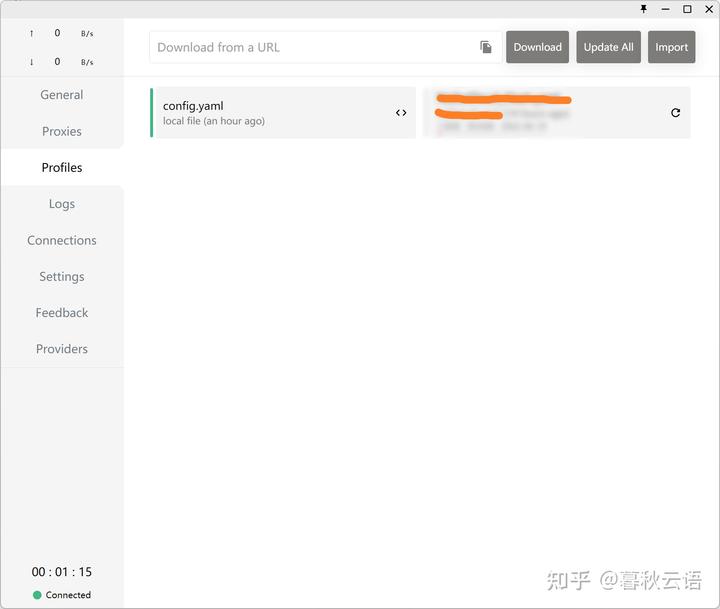 ↑ 0 B/s
↓ 0 B/s
General
Proxies
Profiles
Logs
Connections
Settings
Feedback
Providers
00 : 01 : 15
Connected
Download from a URL
Download
Update All
Import
config.yaml
local file (an hour ago)
知乎 @暮秋云语